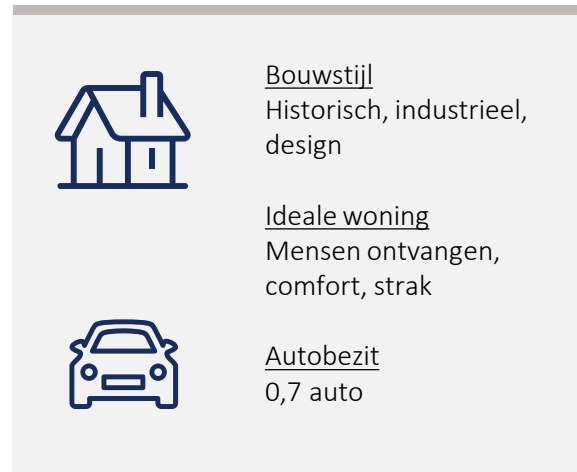 Bouwstijl
Historisch, industrieel,
design
Ideale woning
Mensen ontvangen,
comfort, strak
Autobezit
0,7 auto